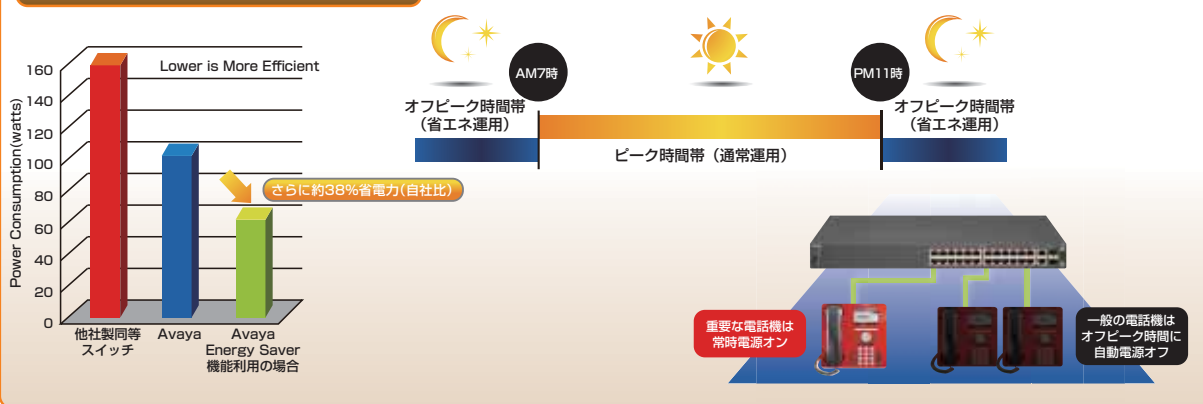 Power Consumption(watts)
160
140
120
100
80
60
40
20
0
Lower is More Efficient
さらに約38%省電力(自社比)
他社製同等
スイッチ
Avaya
Avaya
Energy Saver
機能利用の場合
AM7時
PM11時
オフピーク時間帯
(省エネ運用)
ピーク時間帯(通常運用)
オフピーク時間帯
(省エネ運用)
重要な電話機は
常時電源オン
一般の電話機は
オフピーク時間に
自動電源オフ